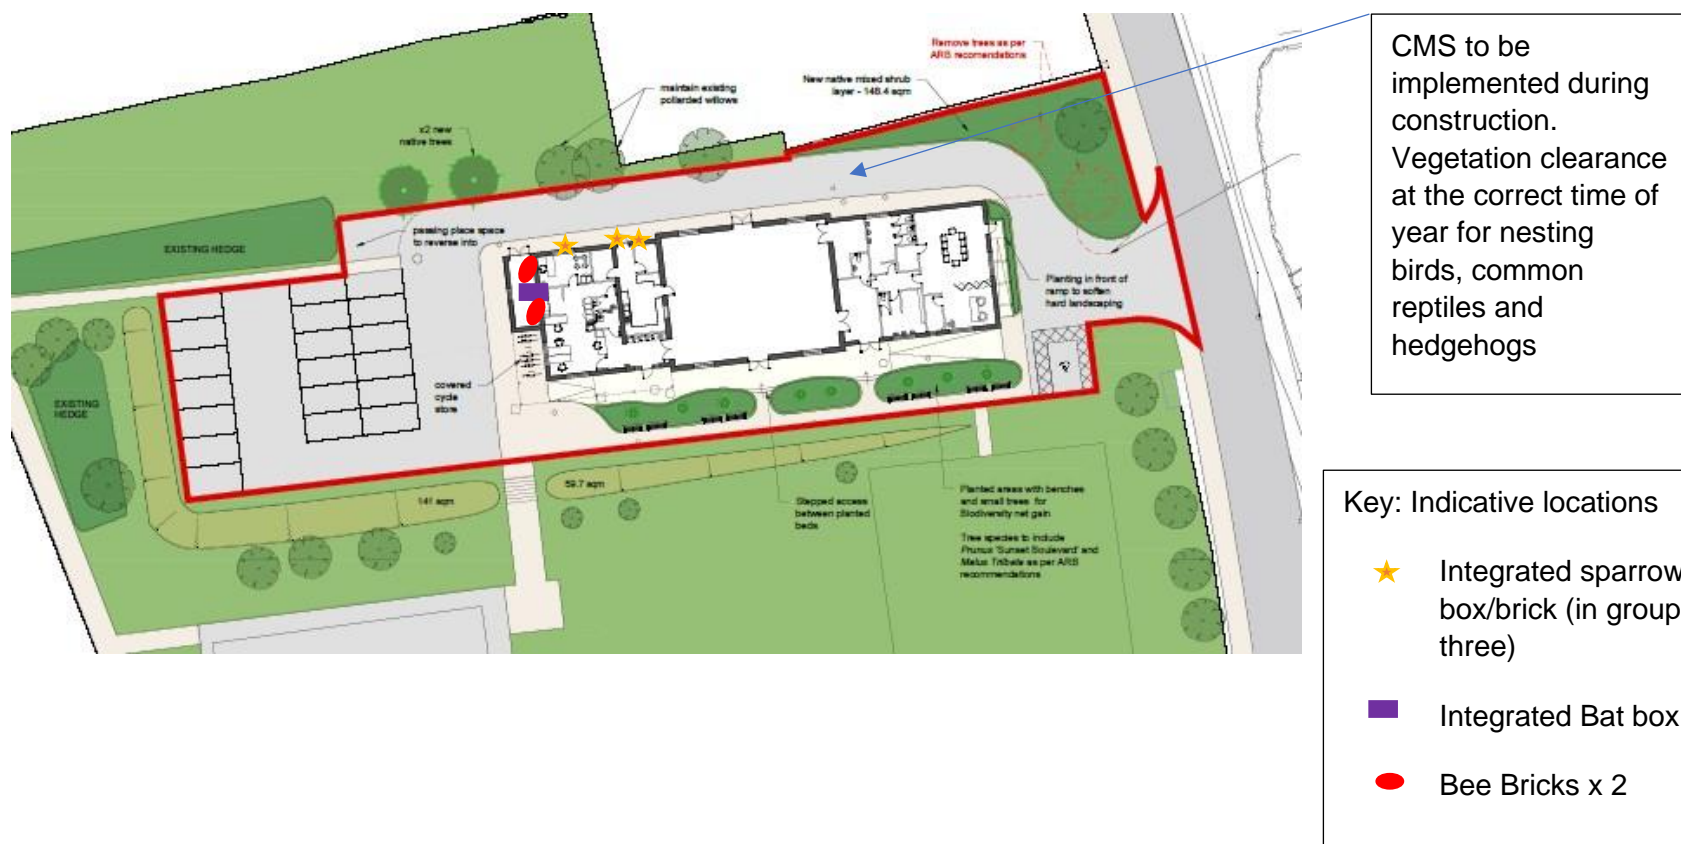 Remove trees as per
ARB recomendations
New native mixed shrub
layer - 148.4 sqm
maintain existing
pollarded willows
x2 new
native trees
EXISTING HEDGE
passing place space
to reverse into
Planting in front of
ramp to soften
hard landscaping
EXISTING
HEDGE
covered
cycle
store
141 sqm
59.7 sqm
Stepped access
between planted
beds
Planted areas with benches
and small trees for
Biodiversity net gain
Tree species to include
Prunus 'Sunset Boulevard' and
Malus Trilobata as per ARB
recommendations
CMS to be
implemented during
construction.
Vegetation clearance
at the correct time of
year for nesting
birds, common
reptiles and
hedgehogs
Key: Indicative locations
Integrated sparrow
box/brick (in group
three)
Integrated Bat box
Bee Bricks x 2